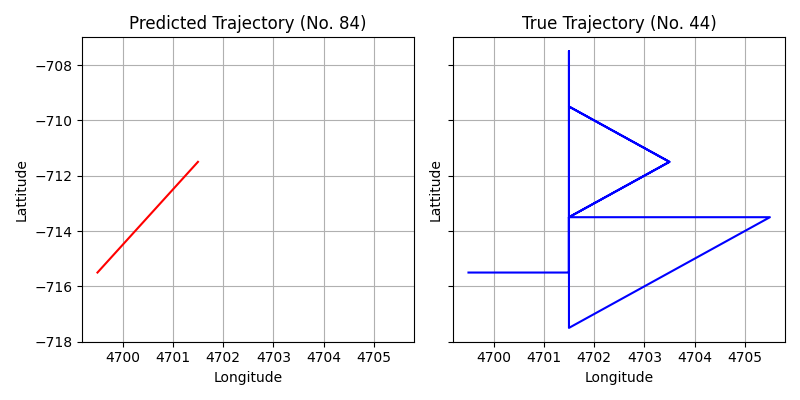 Predicted Trajectory (No. 84)
True Trajectory (No. 44)
Lattitude
−708
−710
−712
−714
−716
−718
4700 4701 4702 4703 4704 4705
Longitude
Lattitude
4700 4701 4702 4703 4704 4705
Longitude